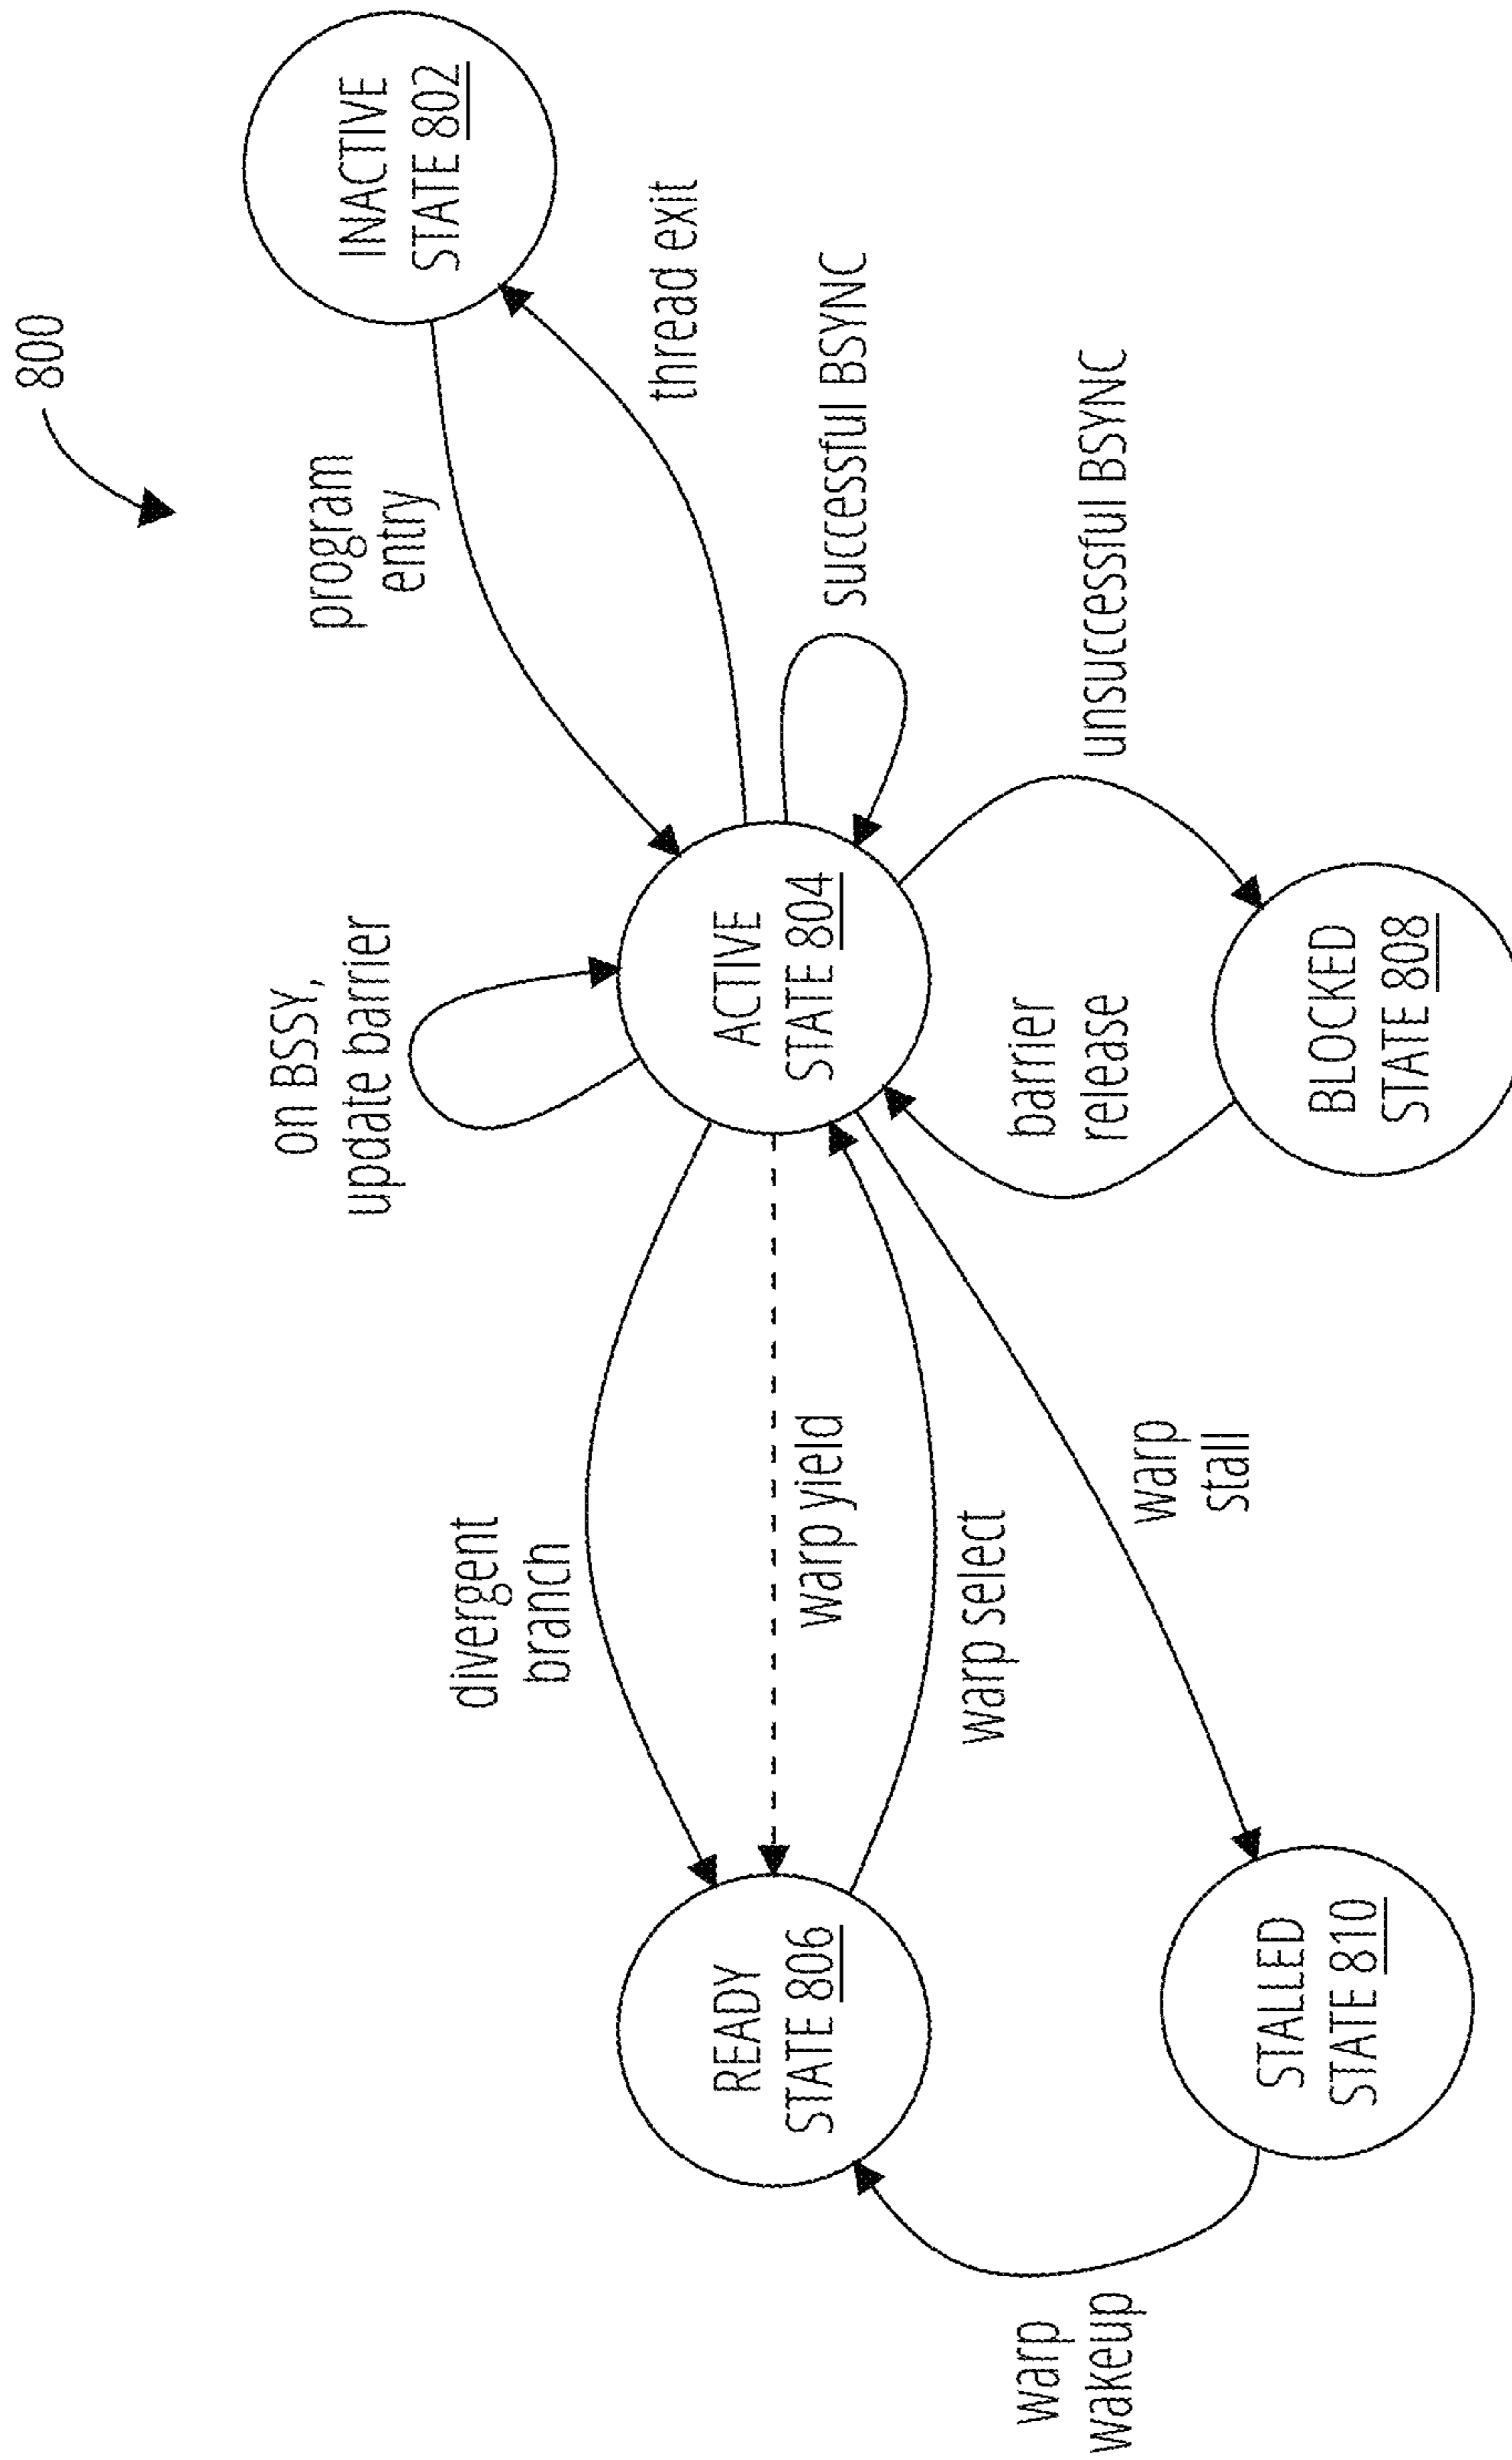 800
INACTIVE
STATE 802
program
entry
thread exit
successful BSYNC
unsuccessful BSYNC
on BSSY,
update barrier
ACTIVE
STATE 804
barrier
release
BLOCKED
STATE 808
divergent
branch
warp yield
warp select
warp
stall
READY
STATE 806
STALLED
STATE 810
warp
wakeup